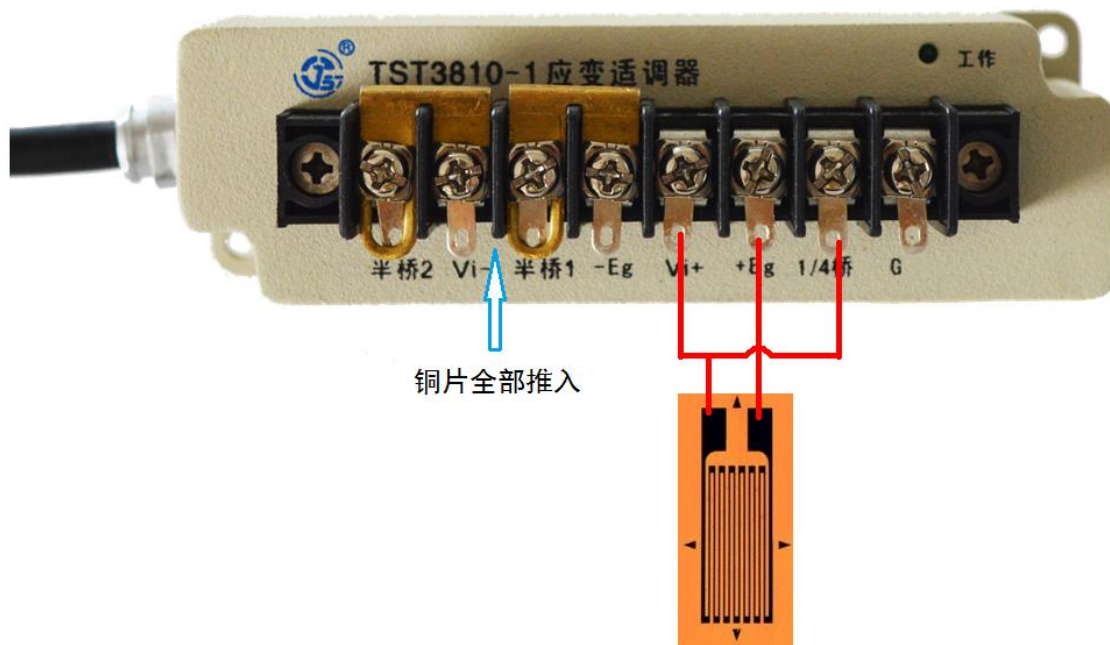 TST ®
TST3810-1应变适调器
工作
半桥2 Vi- 半桥1 -Eg Vi+ +Eg 1/4桥 G
铜片全部推入